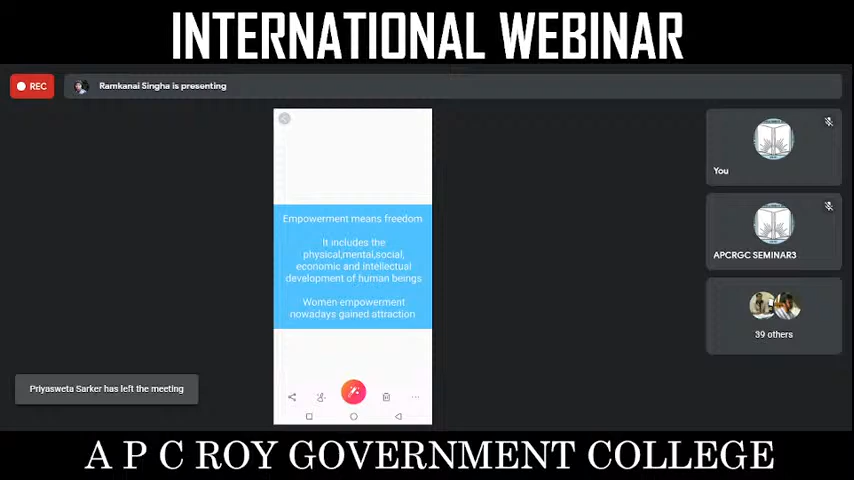 INTERNATIONAL WEBINAR
REC
Ramkanai Singha is presenting
Empowerment means freedom
It includes the
physical,mental,social,
economic and intellectual
development of human beings
Women empowerment
nowadays gained attraction
You
APCRGC SEMINAR3
39 others
Priyasweta Sarker has left the meeting
A P C ROY GOVERNMENT COLLEGE